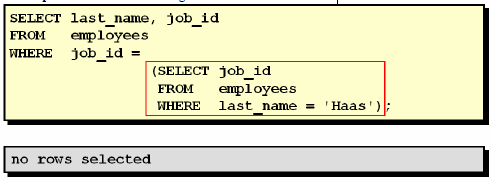 SELECT last_name, job_id
FROM employees
WHERE job_id =
(SELECT job_id
FROM employees
WHERE last_name = 'Haas');
no rows selected